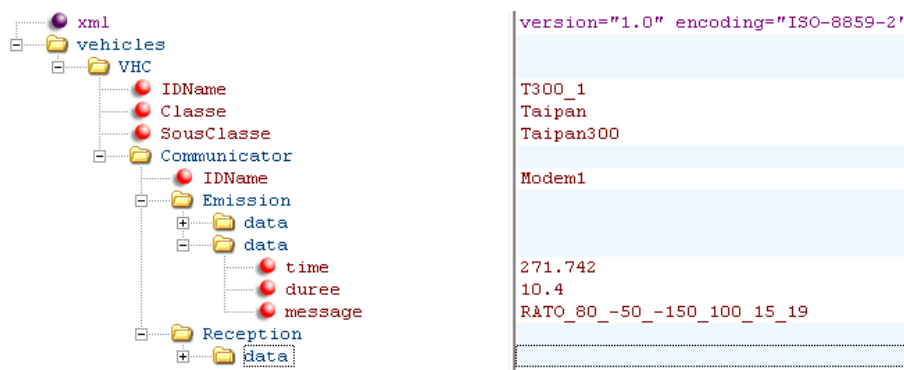 xml version="1.0" encoding="ISO-8859-2"
vehicles
VHC
IDName T300_1
Classe Taipan
SousClasse Taipan300
Communicator
IDName Modem1
Emission
data
data
time 271.742
duree 10.4
message RATO_80_-50_-150_100_15_19
Reception
data